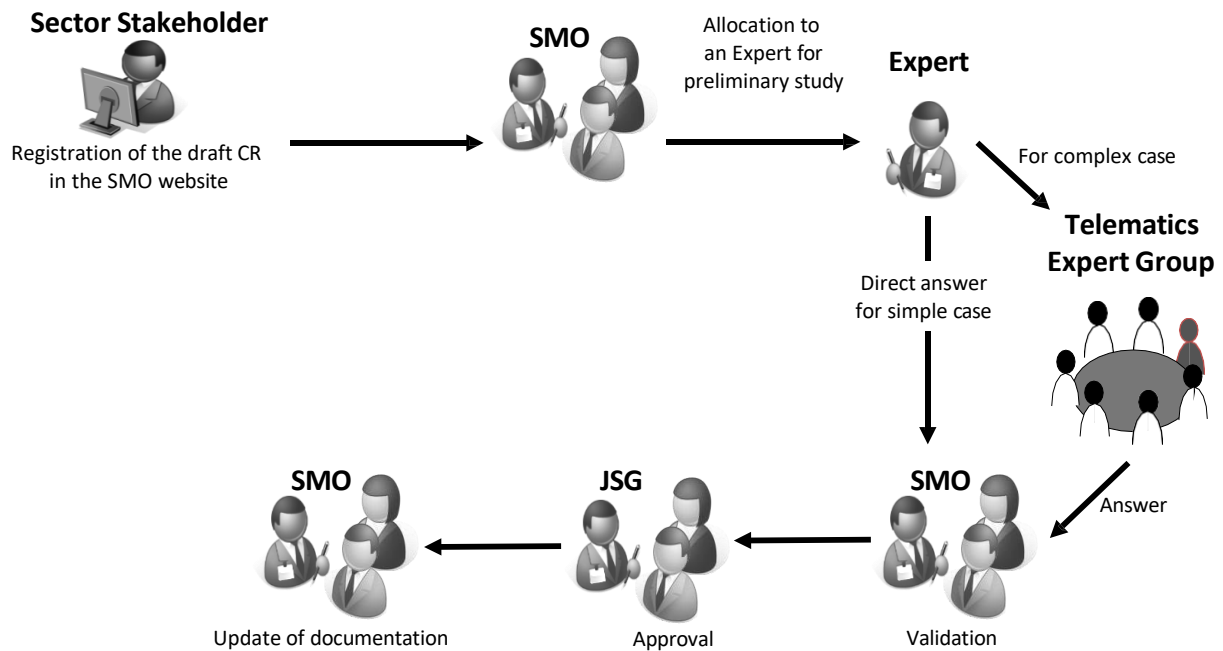 Sector Stakeholder
Registration of the draft CR
in the SMO website
SMO
Allocation to
an Expert for
preliminary study
Expert
For complex case
Telematics
Expert Group
Direct answer
for simple case
Answer
SMO
Validation
JSG
Approval
SMO
Update of documentation